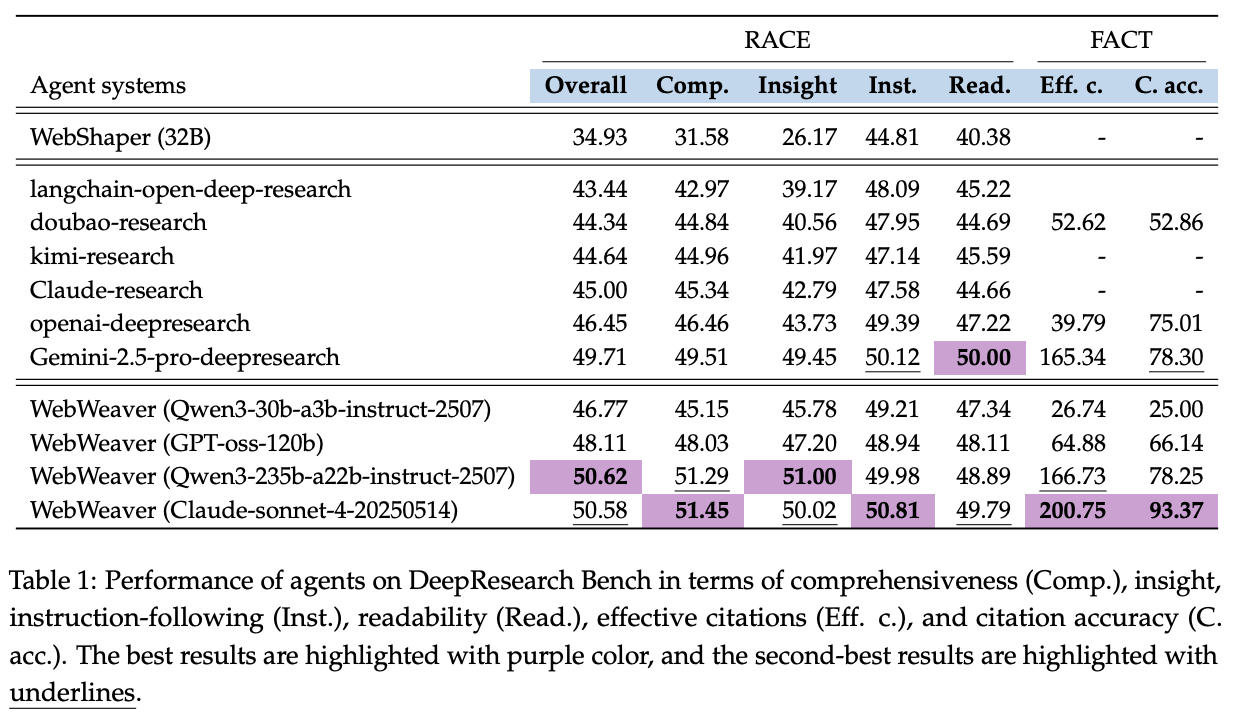 RACE FACT
Agent systems Overall Comp. Insight Inst. Read. Eff. c. C. acc.
WebShaper (32B) 34.93 31.58 26.17 44.81 40.38 - -
langchain-open-deep-research 43.44 42.97 39.17 48.09 45.22
doubao-research 44.34 44.84 40.56 47.95 44.69 52.62 52.86
kimi-research 44.64 44.96 41.97 47.14 45.59 - -
Claude-research 45.00 45.34 42.79 47.58 44.66 - -
openai-deepresearch 46.45 46.46 43.73 49.39 47.22 39.79 75.01
Gemini-2.5-pro-deepresearch 49.71 49.51 49.45 50.12 50.00 165.34 78.30
WebWeaver (Qwen3-30b-a3b-instruct-2507) 46.77 45.15 45.78 49.21 47.34 26.74 25.00
WebWeaver (GPT-oss-120b) 48.11 48.03 47.20 48.94 48.11 64.88 66.14
WebWeaver (Qwen3-235b-a22b-instruct-2507) 50.62 51.29 51.00 49.98 48.89 166.73 78.25
WebWeaver (Claude-sonnet-4-20250514) 50.58 51.45 50.02 50.81 49.79 200.75 93.37
Table 1: Performance of agents on DeepResearch Bench in terms of comprehensiveness (Comp.), insight,
instruction-following (Inst.), readability (Read.), effective citations (Eff. c.), and citation accuracy (C.
acc.). The best results are highlighted with purple color, and the second-best results are highlighted with
underlines.